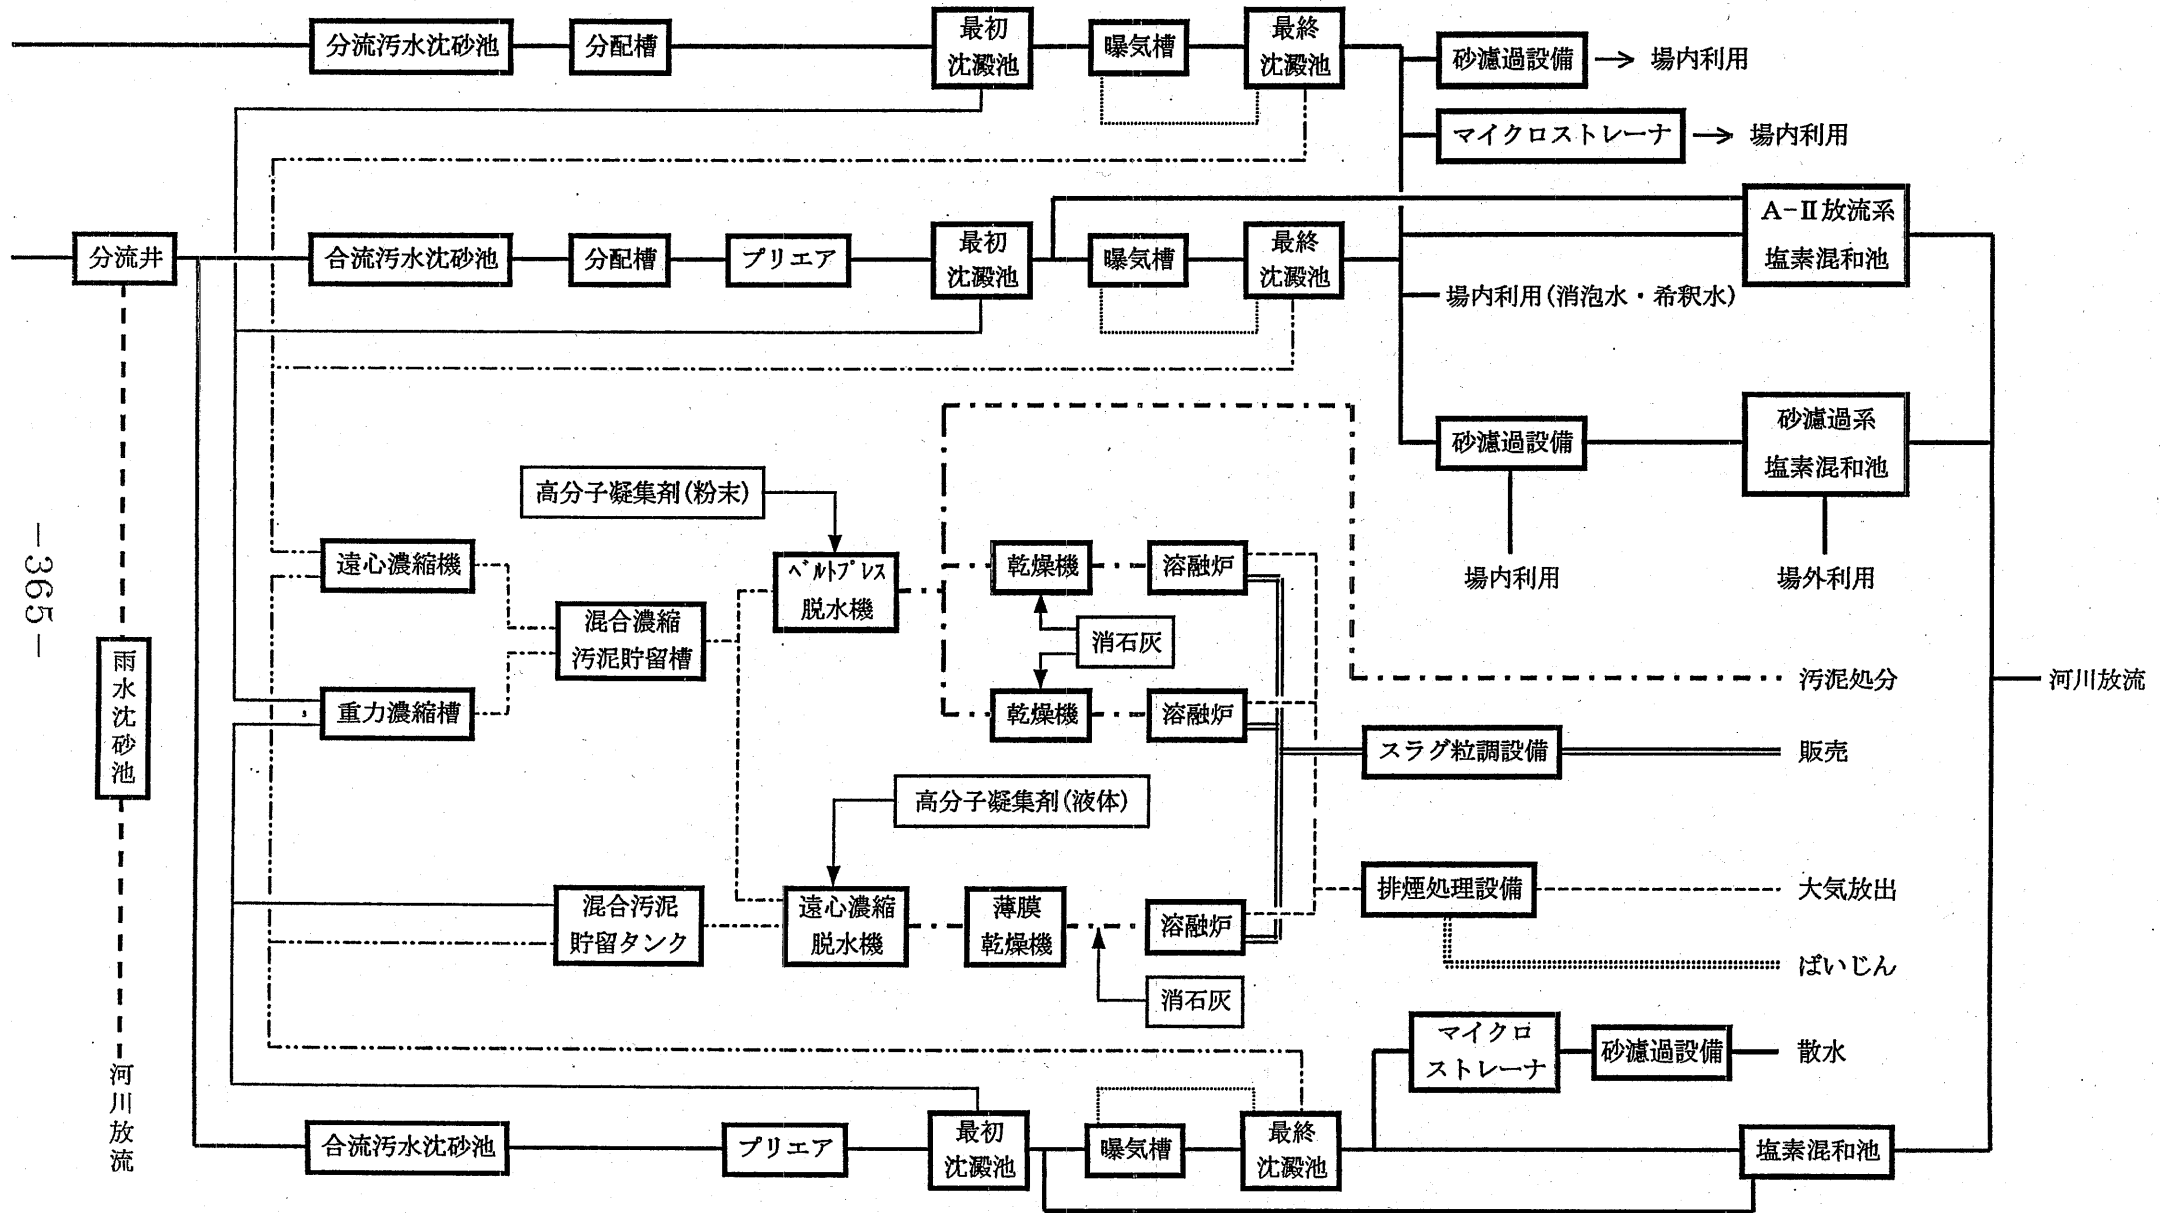 分流汚水沈砂池
分配槽
最初
沈澱池
曝気槽
最終
沈澱池
砂濾過設備
場内利用
マイクロストレーナ
場内利用
分流井
合流汚水沈砂池
分配槽
プリエア
最初
沈澱池
曝気槽
最終
沈澱池
A-Ⅱ放流系
塩素混和池
場内利用(消泡水・希釈水)
砂濾過設備
砂濾過系
塩素混和池
場内利用
場外利用
高分子凝集剤(粉末)
遠心濃縮機
混合濃縮
汚泥貯留槽
重力濃縮槽
ベルトプレス
脱水機
乾燥機
溶融炉
消石灰
乾燥機
溶融炉
汚泥処分
河川放流
スラグ粒調設備
販売
雨水沈砂池
河川放流
高分子凝集剤(液体)
混合汚泥
貯留タンク
遠心濃縮
脱水機
薄膜
乾燥機
溶融炉
消石灰
排煙処理設備
大気放出
ばいじん
マイクロ
ストレーナ
砂濾過設備
散水
合流汚水沈砂池
プリエア
最初
沈澱池
曝気槽
最終
沈澱池
塩素混和池
－365－